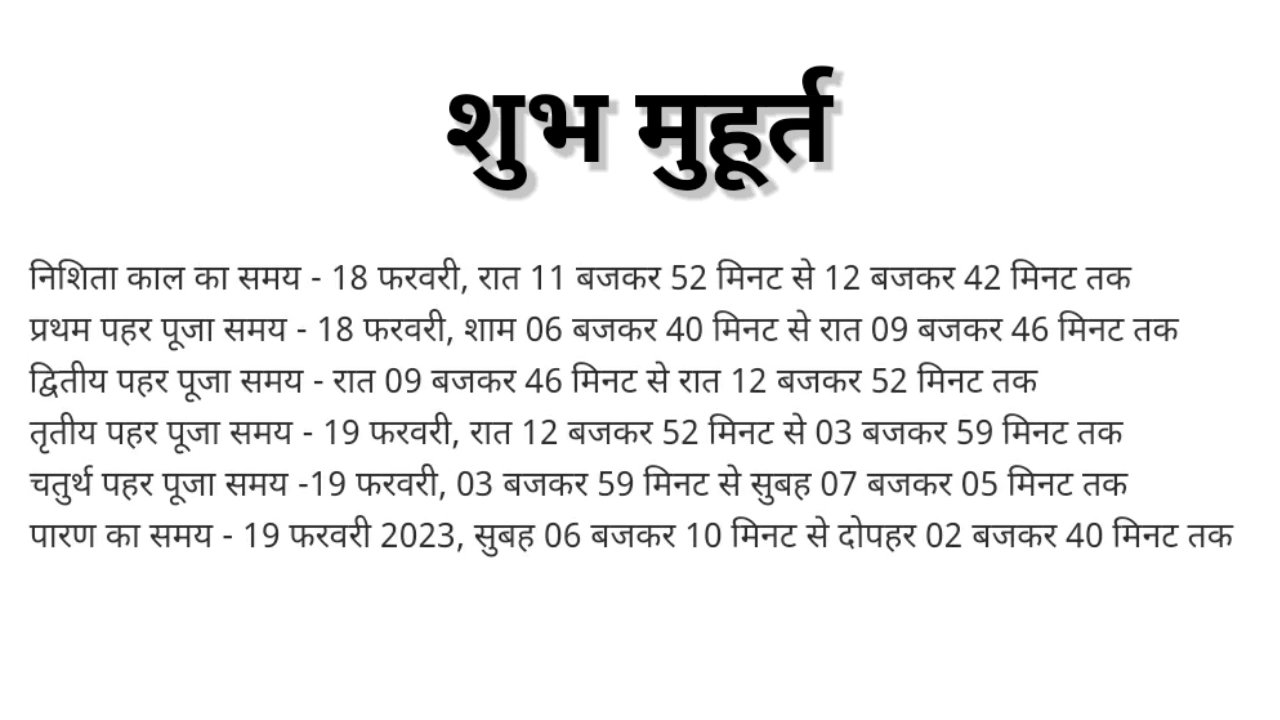 शुभ मुहूर्त
निशिता काल का समय - 18 फरवरी, रात 11 बजकर 52 मिनट से 12 बजकर 42 मिनट तक
प्रथम पहर पूजा समय - 18 फरवरी, शाम 06 बजकर 40 मिनट से रात 09 बजकर 46 मिनट तक
द्वितीय पहर पूजा समय - रात 09 बजकर 46 मिनट से रात 12 बजकर 52 मिनट तक
तृतीय पहर पूजा समय - 19 फरवरी, रात 12 बजकर 52 मिनट से 03 बजकर 59 मिनट तक
चतुर्थ पहर पूजा समय -19 फरवरी, 03 बजकर 59 मिनट से सुबह 07 बजकर 05 मिनट तक
पारण का समय - 19 फरवरी 2023, सुबह 06 बजकर 10 मिनट से दोपहर 02 बजकर 40 मिनट तक